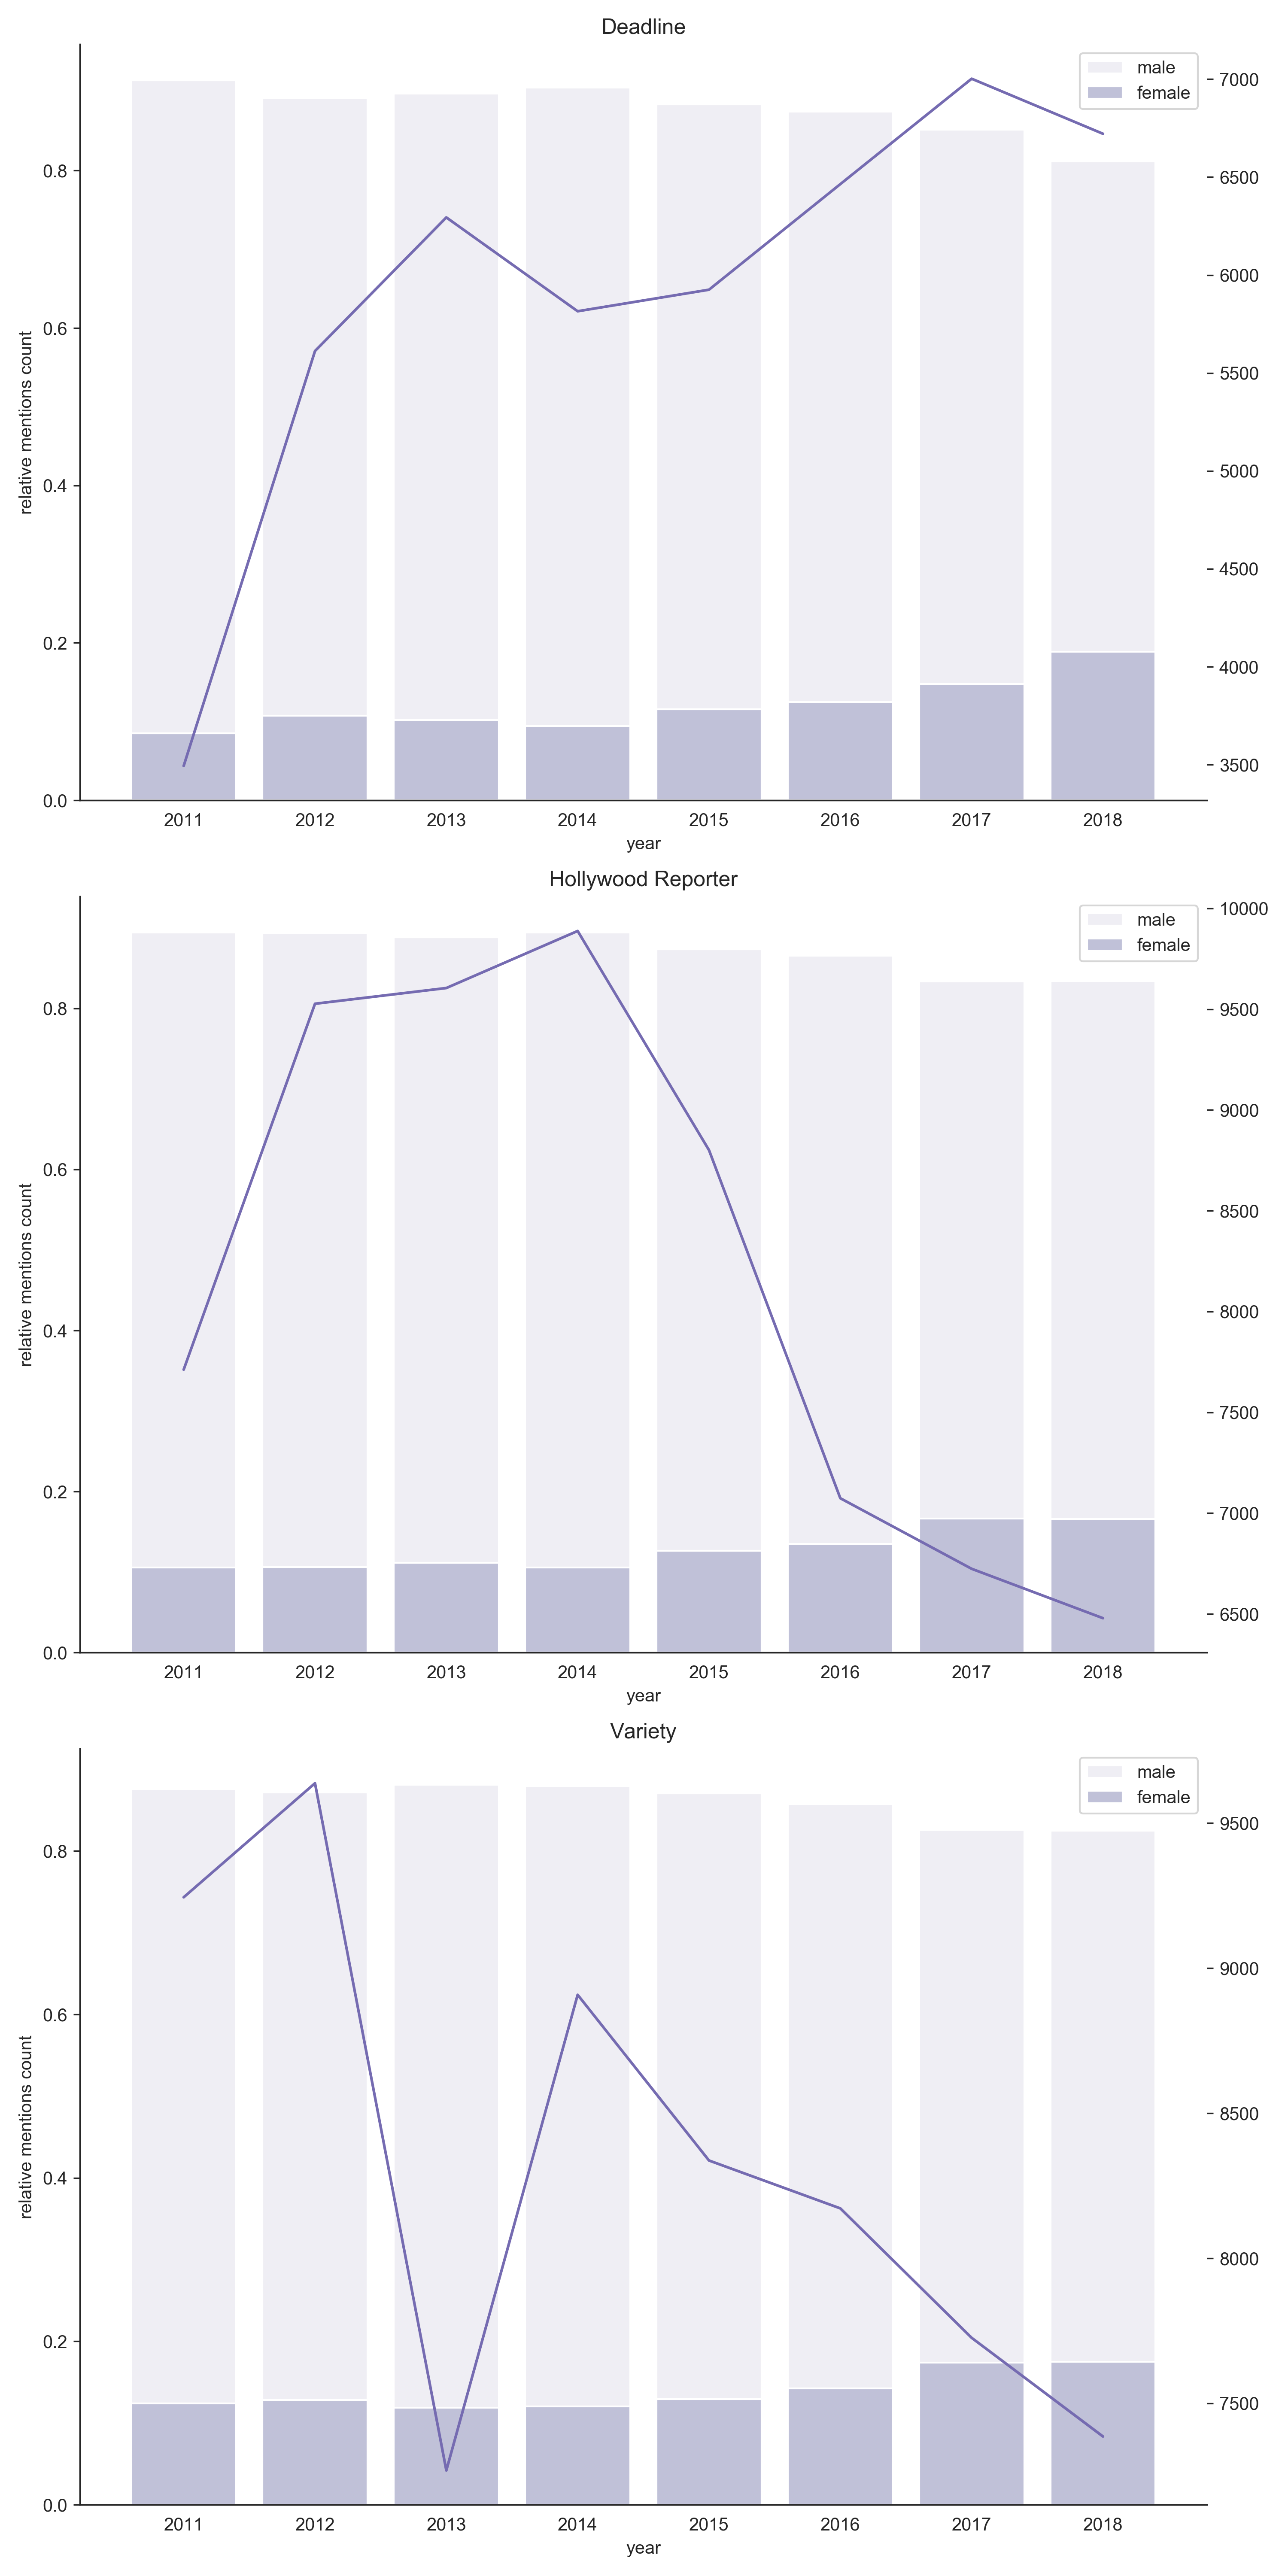 Deadline
male
female
7000
6500
6000
5500
5000
4500
4000
3500
0.8
0.6
0.4
0.2
0.0
relative mentions count
2011 2012 2013 2014 2015 2016 2017 2018
year
Hollywood Reporter
male
female
10000
9500
9000
8500
8000
7500
7000
6500
0.8
0.6
0.4
0.2
0.0
relative mentions count
2011 2012 2013 2014 2015 2016 2017 2018
year
Variety
male
female
9500
9000
8500
8000
7500
0.8
0.6
0.4
0.2
0.0
relative mentions count
2011 2012 2013 2014 2015 2016 2017 2018
year